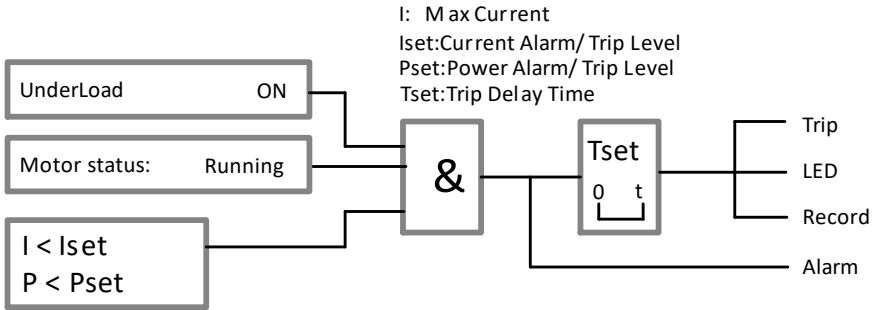 I: Max Current
Iset:Current Alarm/ Trip Level
Pset:Power Alarm/ Trip Level
Tset:Trip Delay Time
UnderLoad ON
Motor status: Running
I < Iset
P < Pset
&
Tset
0 t
Trip
LED
Record
Alarm